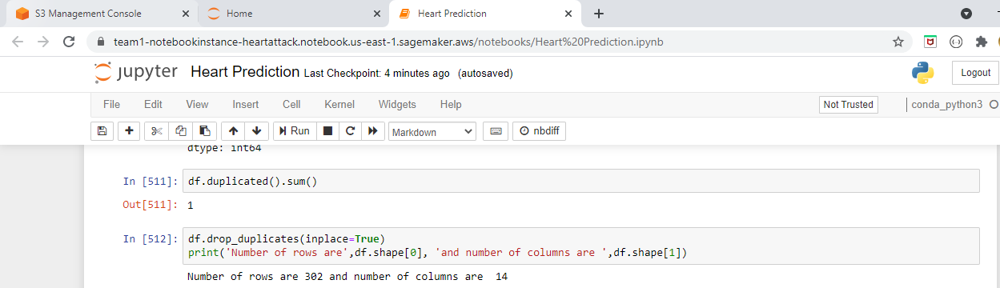 S3 Management Console
Home
Heart Prediction
team1-notebookinstance-heartattack.notebook.us-east-1.sagemaker.aws/notebooks/Heart%20Prediction.ipynb
jupyter Heart Prediction Last Checkpoint: 4 minutes ago (autosaved)
Logout
File Edit View Insert Cell Kernel Widgets Help
Not Trusted
conda_python3
Run
Markdown
nbdiff
dtype: int64
In [511]: df.duplicated().sum()
Out[511]: 1
In [512]: df.drop_duplicates(inplace=True)
print('Number of rows are',df.shape[0], 'and number of columns are ',df.shape[1])
Number of rows are 302 and number of columns are  14